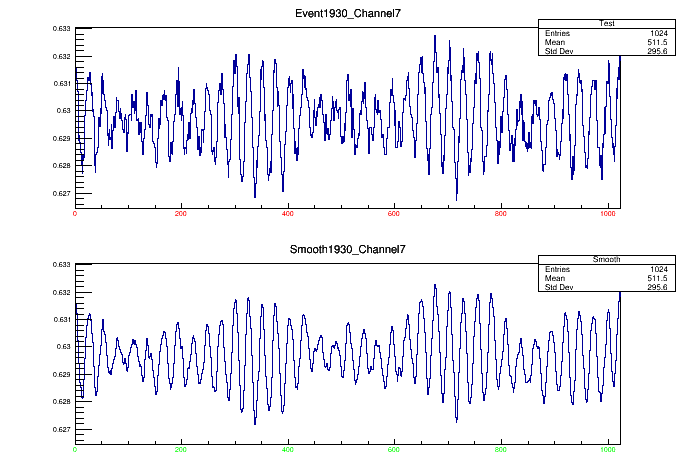 Event1930_Channel7
Test
Entries 1024
Mean 511.5
Std Dev 295.6
0.633
0.632
0.631
0.63
0.629
0.628
0.627
0 200 400 600 800 1000
Smooth1930_Channel7
Smooth
Entries 1024
Mean 511.5
Std Dev 295.6
0.633
0.632
0.631
0.63
0.629
0.628
0.627
0 200 400 600 800 1000